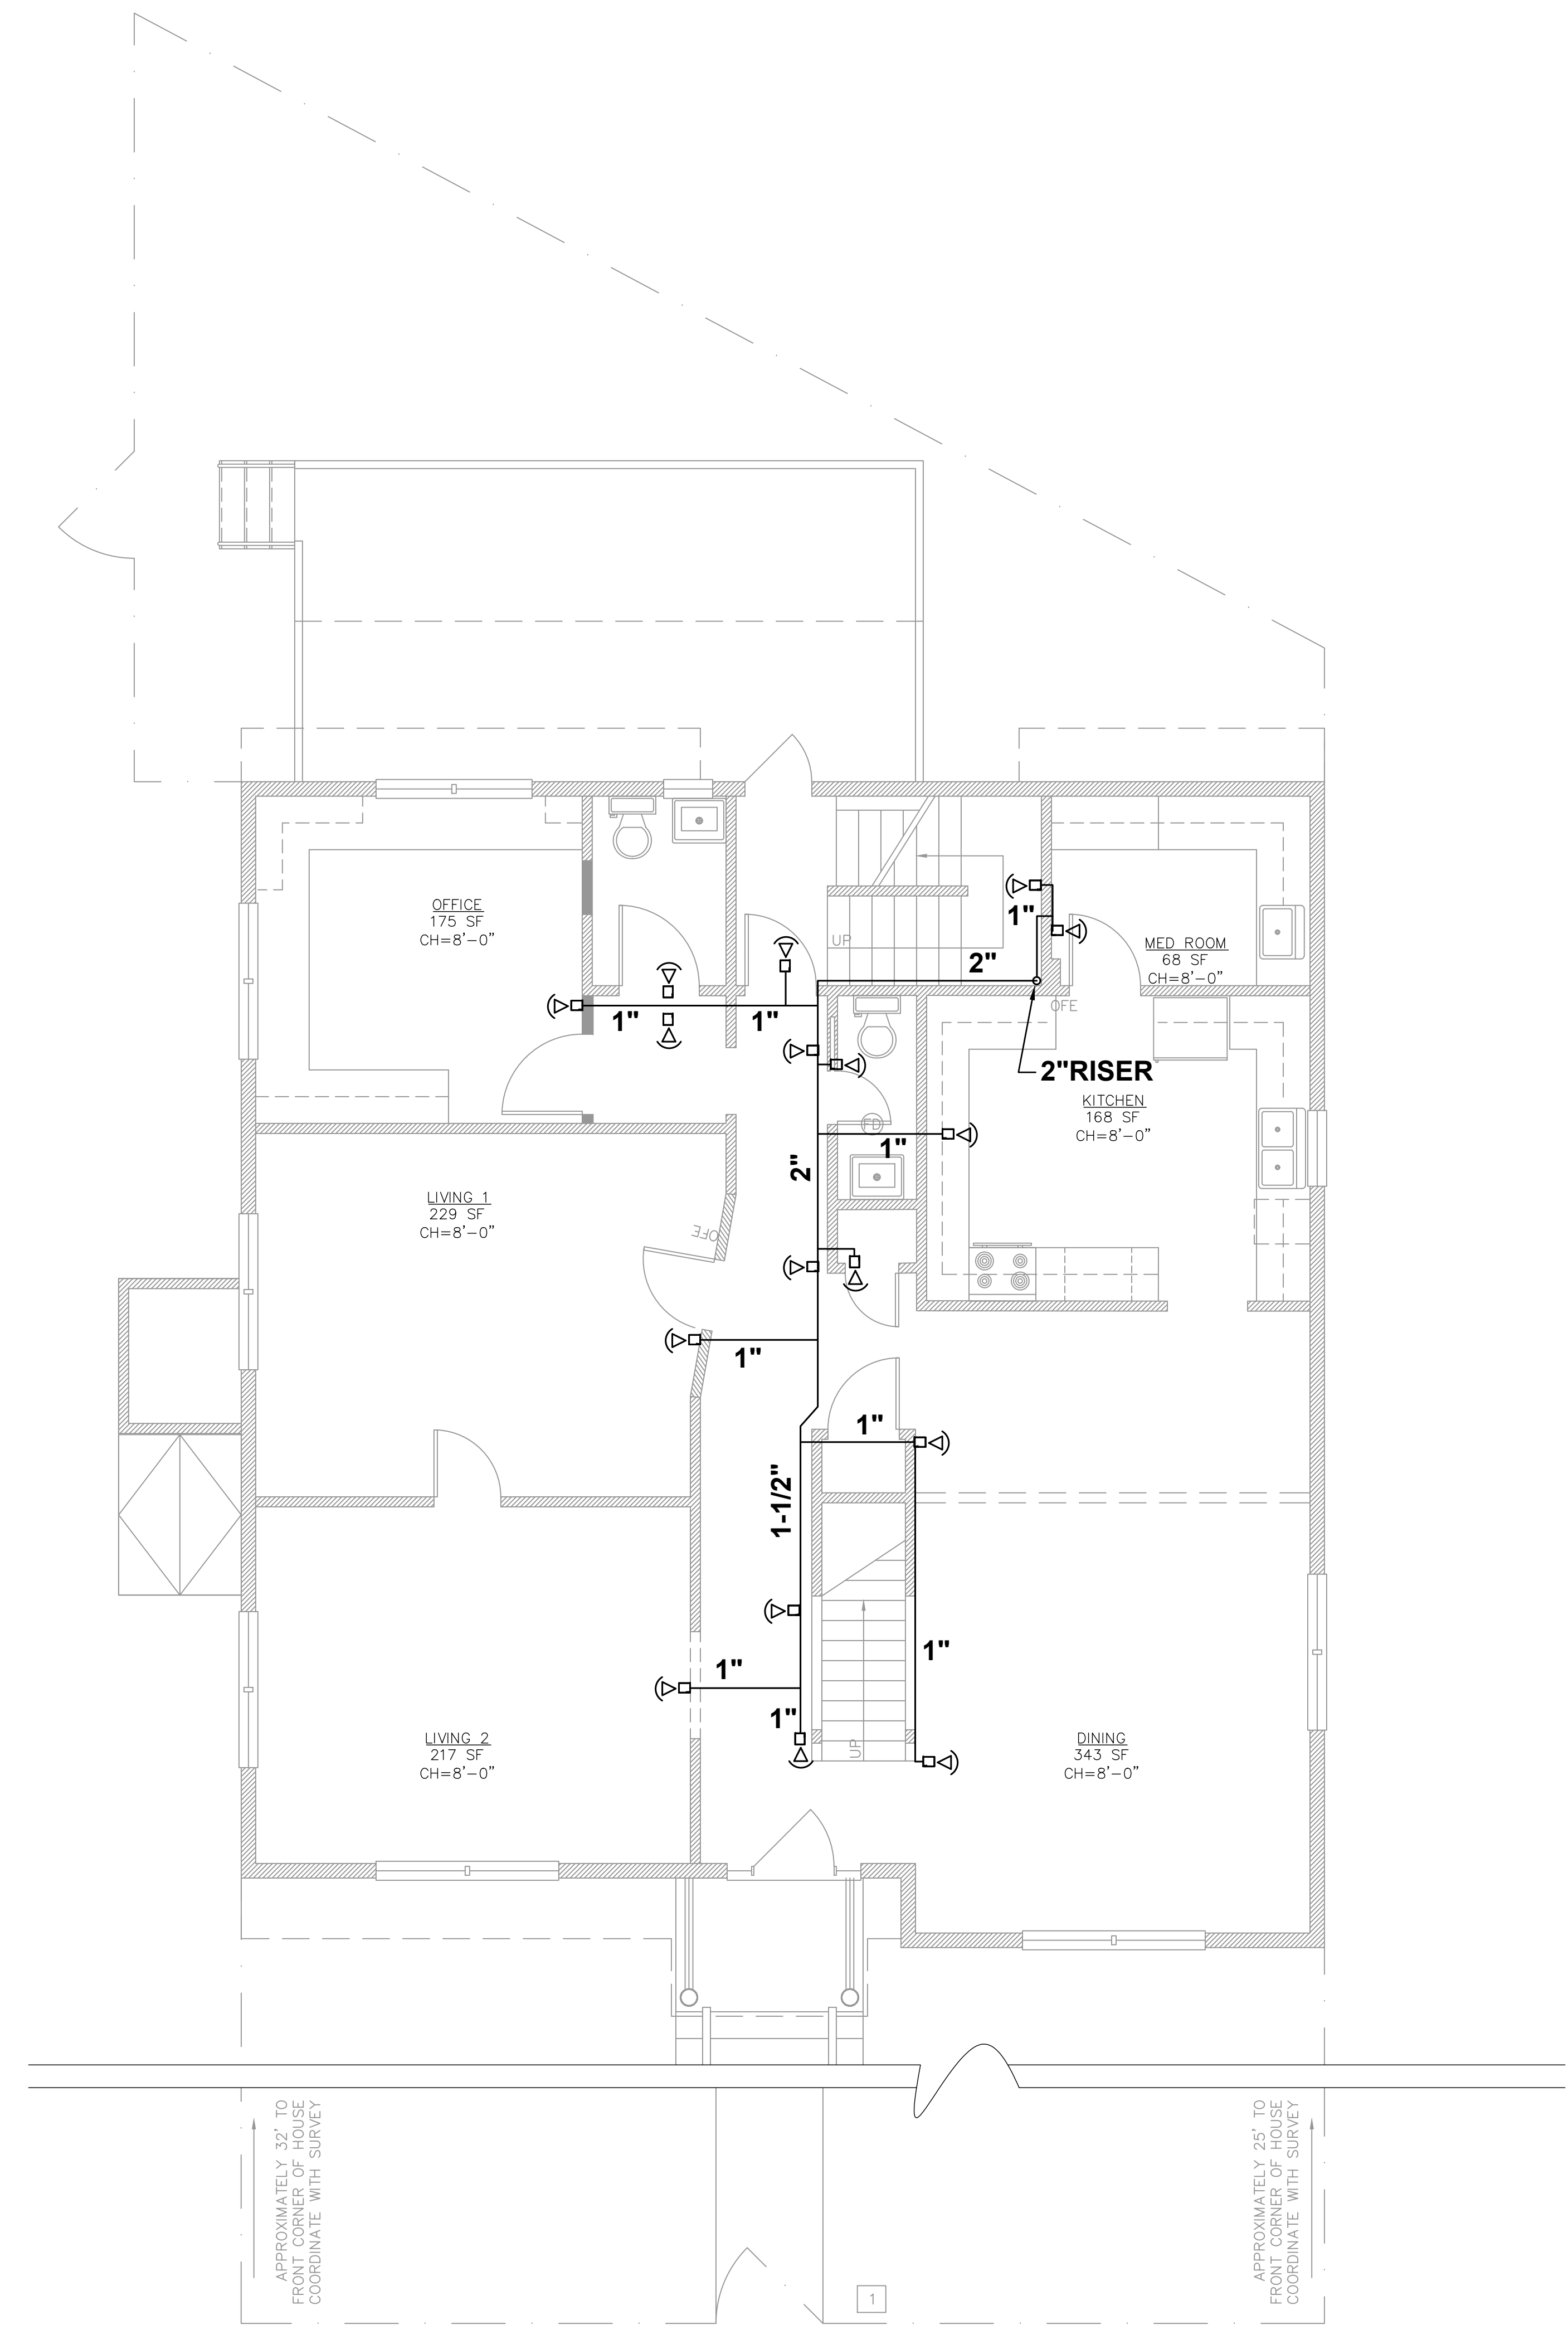 OFFICE
175 SF
CH=8'-0"
1"
2"
MED ROOM
68 SF
CH=8'-0"
UP
OFE
1"
1"
2"RISER
KITCHEN
168 SF
CH=8'-0"
FD
1"
2"
LIVING 1
229 SF
CH=8'-0"
OFE
1"
1"
1-1/2"
1"
1"
1"
UP
LIVING 2
217 SF
CH=8'-0"
DINING
343 SF
CH=8'-0"
APPROXIMATELY 32' TO
FRONT CORNER OF HOUSE
COORDINATE WITH SURVEY
APPROXIMATELY 25' TO
FRONT CORNER OF HOUSE
COORDINATE WITH SURVEY
1